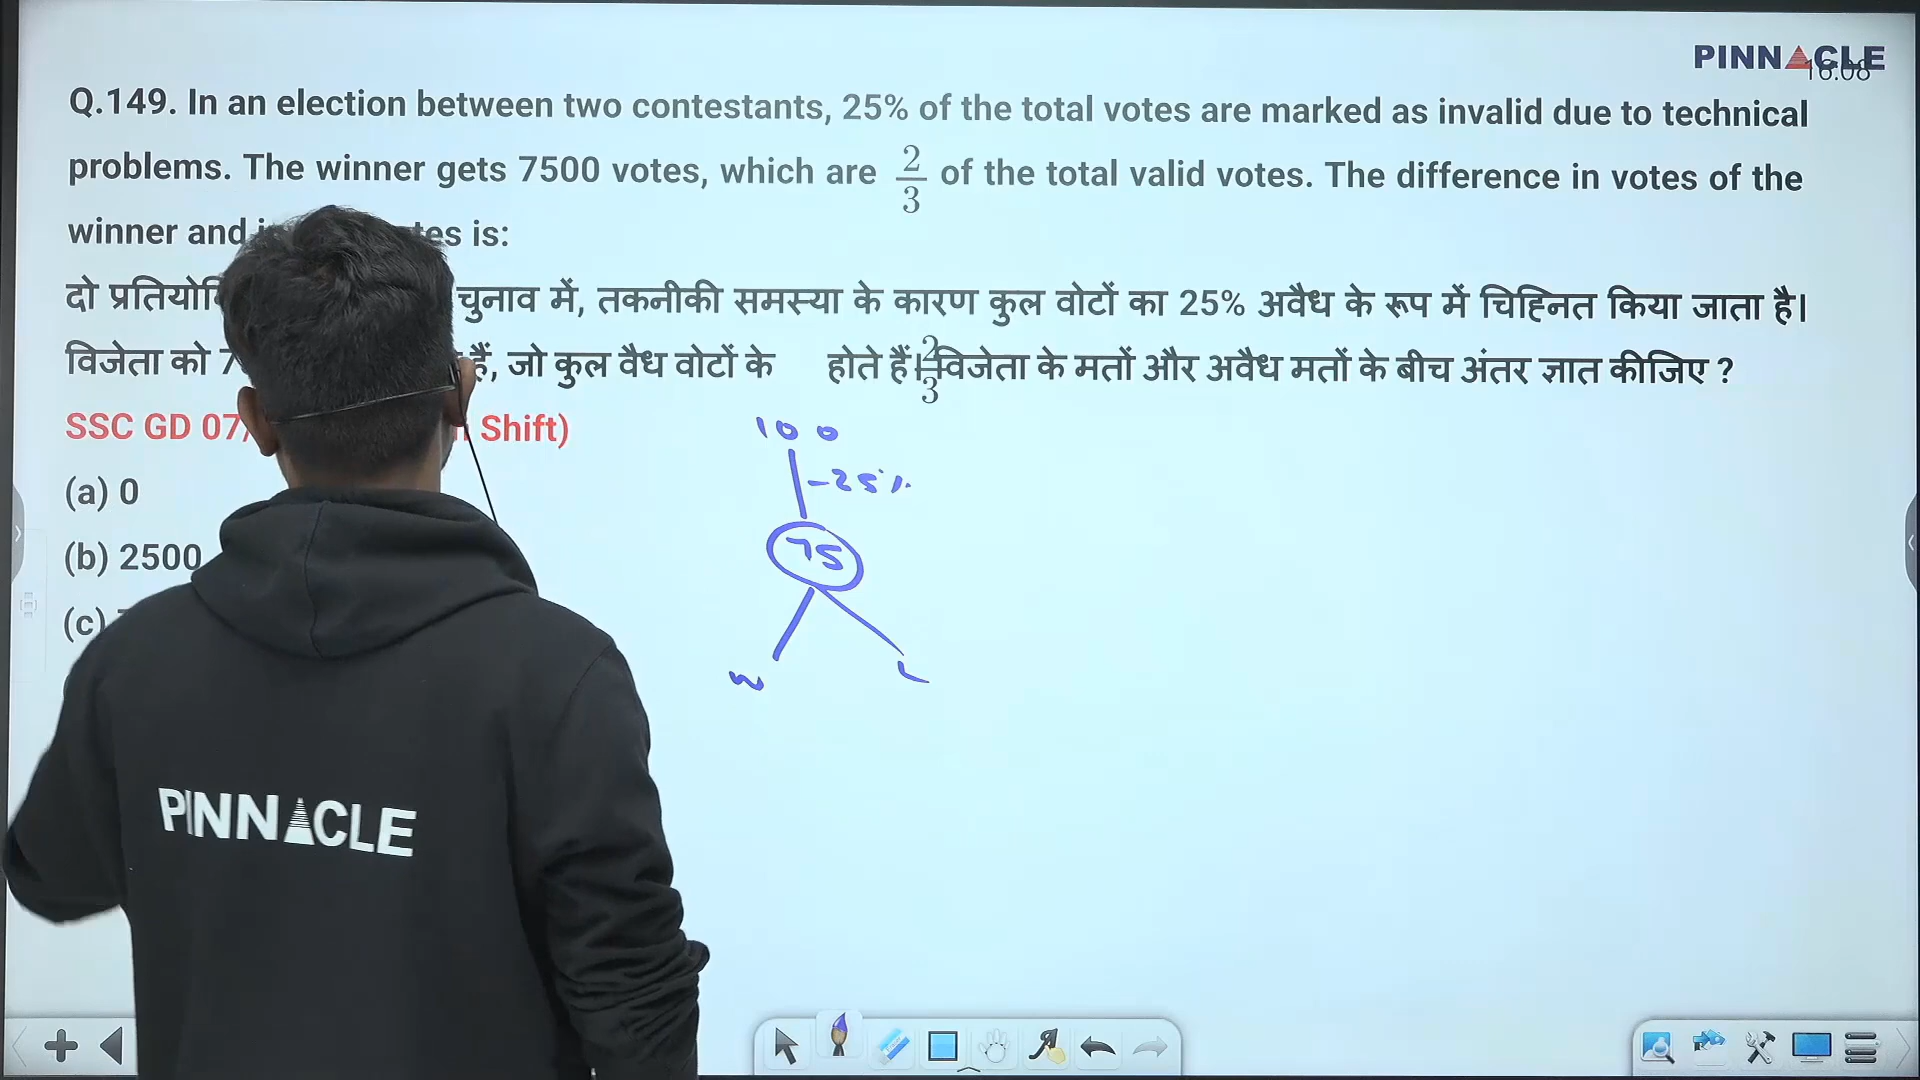 PINNACLE
16:08
Q.149. In an election between two contestants, 25% of the total votes are marked as invalid due to technical
problems. The winner gets 7500 votes, which are 2/3 of the total valid votes. The difference in votes of the
winner and is:
दो चुनाव में, तकनीकी समस्या के कारण कुल वोटों का 25% अवैध के रूप में चिह्नित किया जाता है।
विजेता को हैं, जो कुल वैध वोटों के 2/3 होते हैं। विजेता के मतों और अवैध मतों के बीच अंतर ज्ञात कीजिए ?
SSC GD 07/ Shift)
100
(a) 0
-25%
(b) 2500
75
(c)
W L
PINNACLE